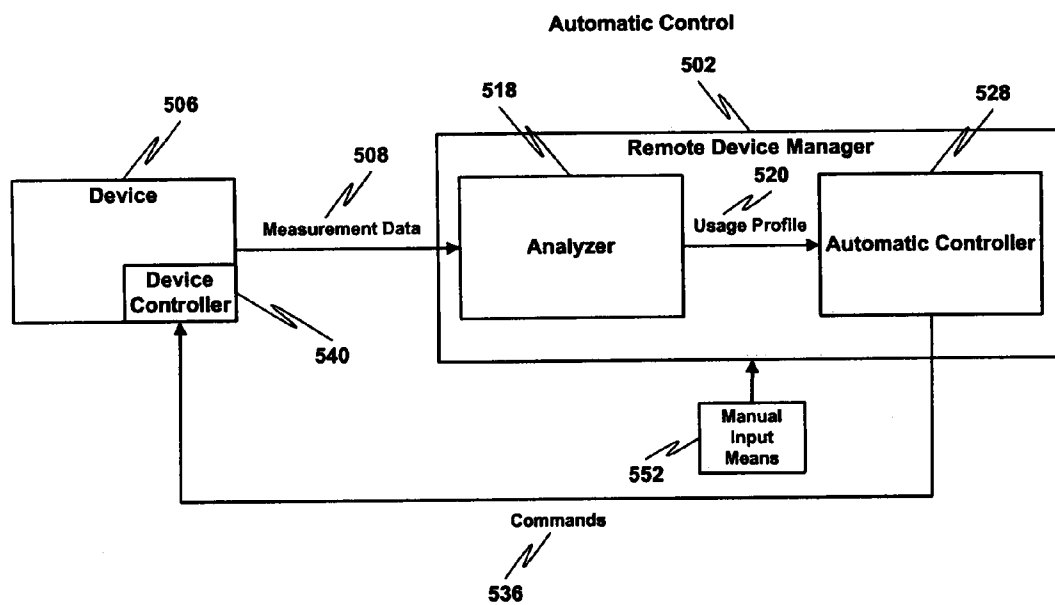 Automatic Control
502
518
528
506
Remote Device Manager
508
520
Device
Measurement Data
Usage Profile
Analyzer
Automatic Controller
Device
Controller
540
Manual
Input
Means
552
Commands
536